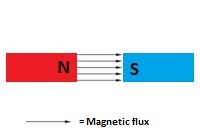 N S
= Magnetic flux